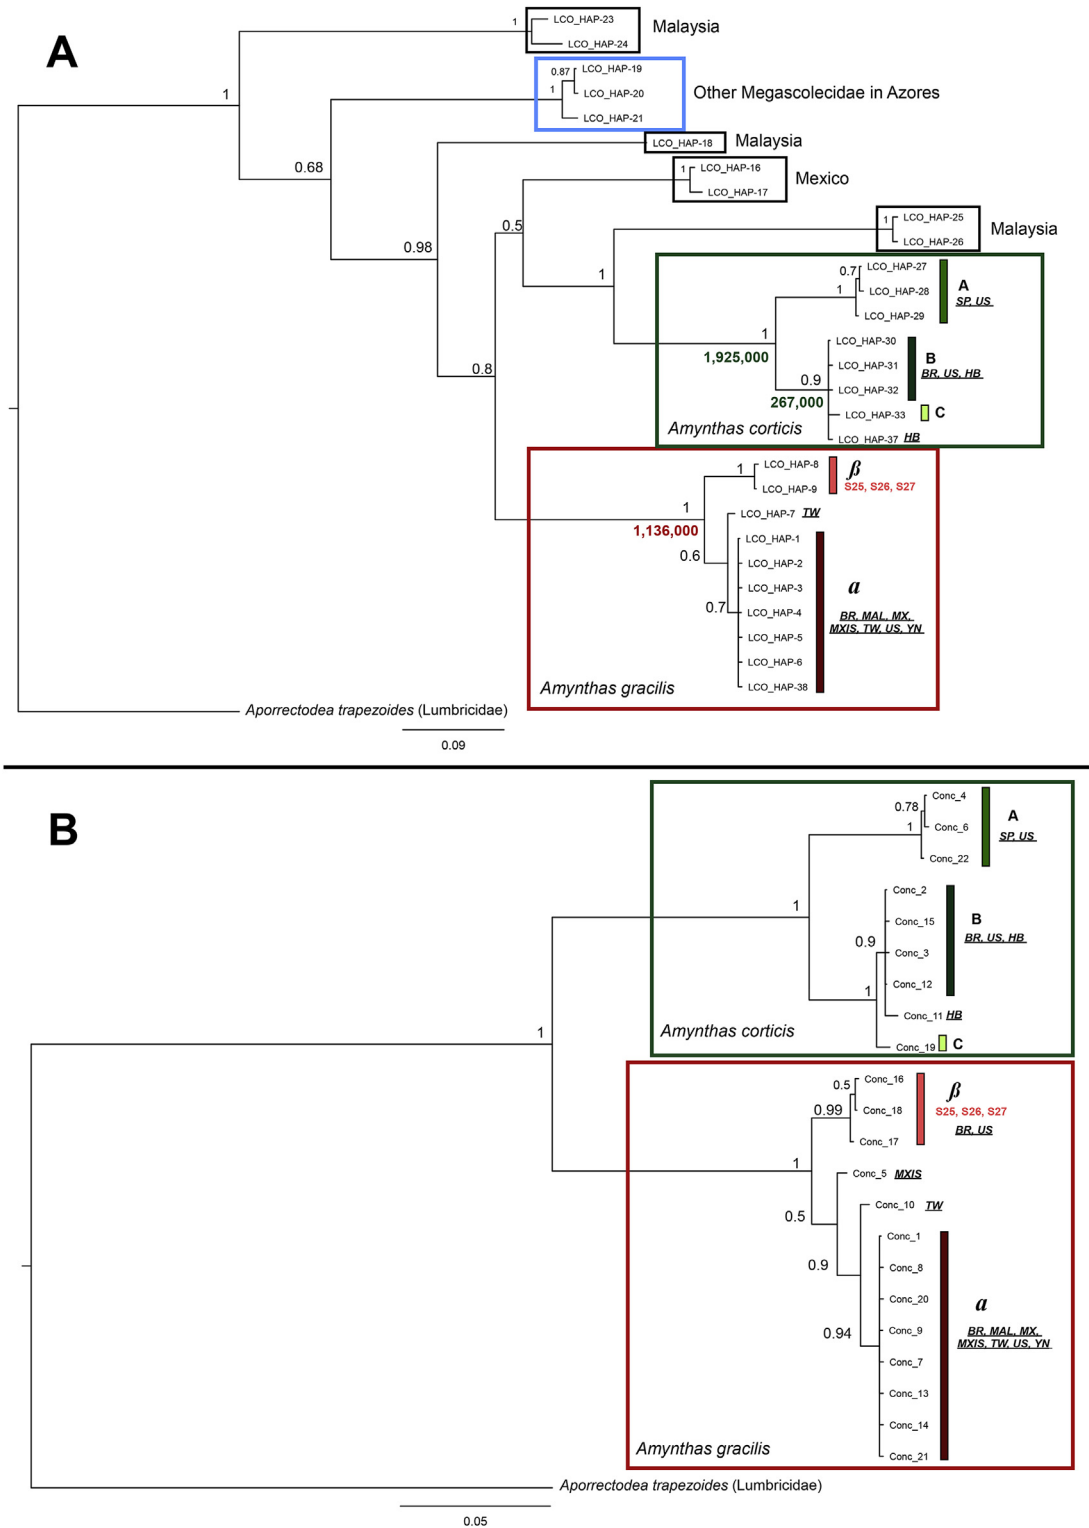 A
1
LCO_HAP-23
LCO_HAP-24
Malaysia
1
0.87
LCO_HAP-19
1
LCO_HAP-20
LCO_HAP-21
Other Megascolecidae in Azores
LCO_HAP-18
Malaysia
0.68
1
LCO_HAP-16
LCO_HAP-17
Mexico
0.5
1
LCO_HAP-25
LCO_HAP-26
Malaysia
0.98
1
0.7
LCO_HAP-27
1
LCO_HAP-28
LCO_HAP-29
A
SP, US
1
1,925,000
LCO_HAP-30
LCO_HAP-31
0.9
LCO_HAP-32
267,000
B
BR, US, HB
LCO_HAP-33
C
LCO_HAP-37 HB
Amynthas corticis
0.8
1
LCO_HAP-8
LCO_HAP-9
ß
S25, S26, S27
1
1,136,000
LCO_HAP-7 TW
0.6
LCO_HAP-1
LCO_HAP-2
LCO_HAP-3
0.7
LCO_HAP-4
LCO_HAP-5
LCO_HAP-6
LCO_HAP-38
a
BR, MAL, MX,
MXIS, TW, US, YN
Amynthas gracilis
Aporrectodea trapezoides (Lumbricidae)
0.09
B
0.78
Conc_4
1
Conc_6
Conc_22
A
SP, US
1
Conc_2
Conc_15
0.9
Conc_3
Conc_12
B
BR, US, HB
1
Conc_11 HB
Conc_19
C
Amynthas corticis
1
0.5
Conc_16
0.99
Conc_18
Conc_17
ß
S25, S26, S27
BR, US
1
Conc_5 MXIS
0.5
Conc_10 TW
0.9
Conc_1
Conc_8
Conc_20
0.94
Conc_9
Conc_7
Conc_13
Conc_14
Conc_21
a
BR, MAL, MX,
MXIS, TW, US, YN
Amynthas gracilis
Aporrectodea trapezoides (Lumbricidae)
0.05